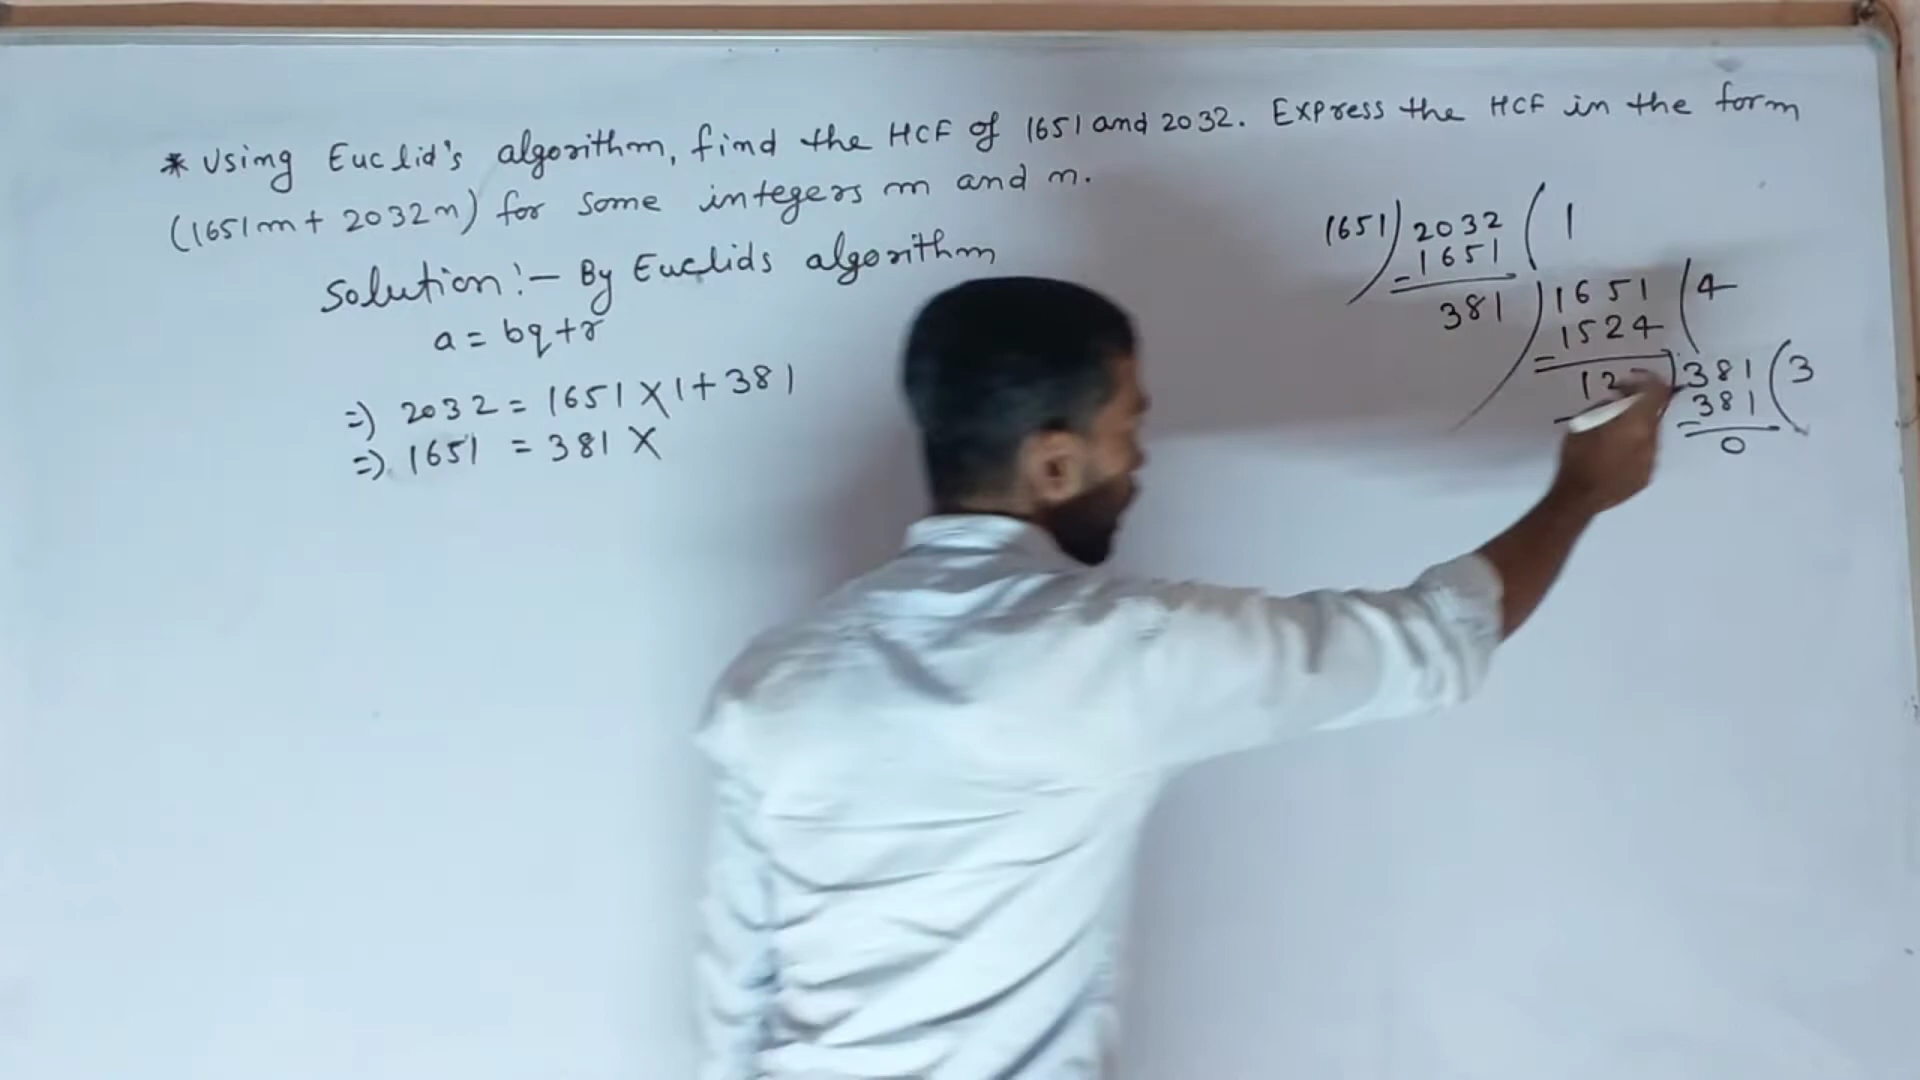 * Using Euclid's algorithm, find the HCF of 1651 and 2032. Express the HCF in the form
(1651m + 2032n) for some integers m and n.
Solution:- By Euclids algorithm
a = bq+r
=) 2032 = 1651 X 1 + 381
=) 1651 = 381 X
1651) 2032 ( 1
- 1651
381 ) 1651 ( 4
- 1524
) 381 ( 3
- 381
0